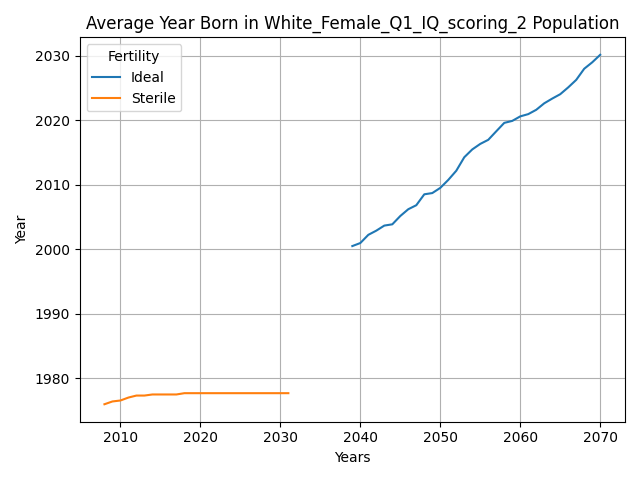 Average Year Born in White_Female_Q1_IQ_scoring_2 Population
Fertility
Ideal
Sterile
Year
2030
2020
2010
2000
1990
1980
2010 2020 2030 2040 2050 2060 2070
Years